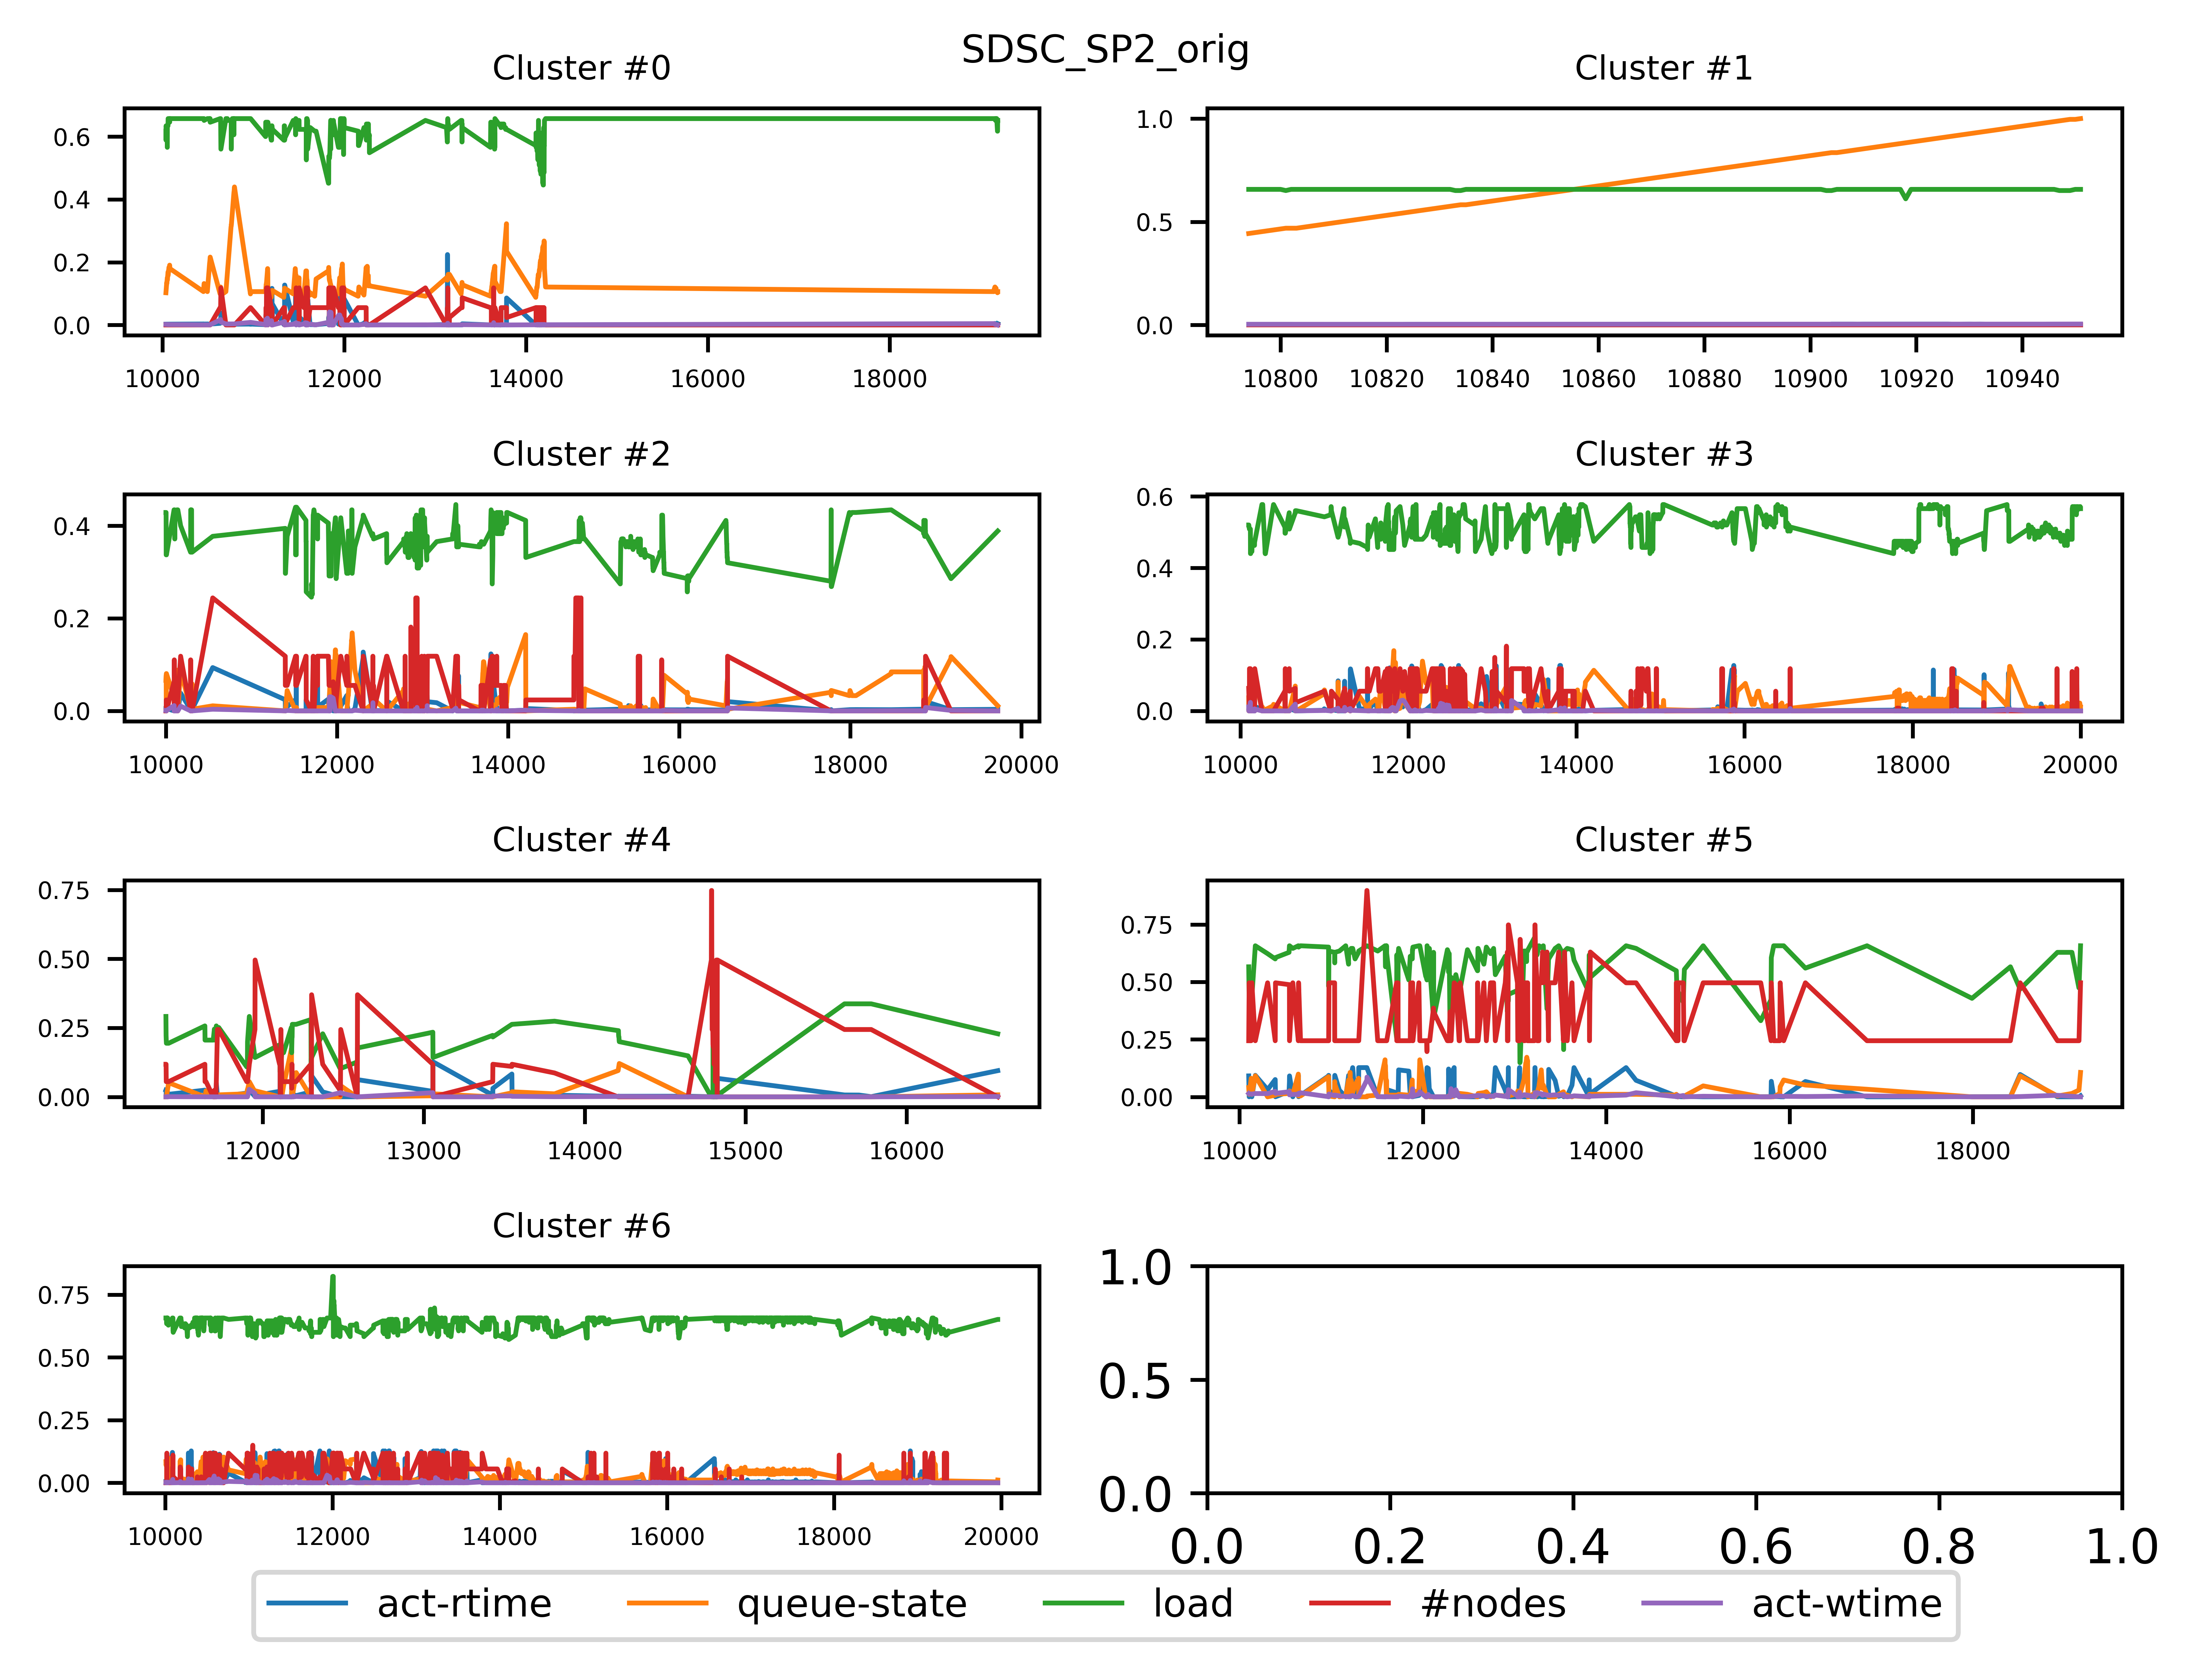 SDSC_SP2_orig
Cluster #0
0.6
0.4
0.2
0.0
10000 12000 14000 16000 18000
Cluster #1
1.0
0.5
0.0
10800 10820 10840 10860 10880 10900 10920 10940
Cluster #2
0.4
0.2
0.0
10000 12000 14000 16000 18000 20000
Cluster #3
0.6
0.4
0.2
0.0
10000 12000 14000 16000 18000 20000
Cluster #4
0.75
0.50
0.25
0.00
12000 13000 14000 15000 16000
Cluster #5
0.75
0.50
0.25
0.00
10000 12000 14000 16000 18000
Cluster #6
0.75
0.50
0.25
0.00
10000 12000 14000 16000 18000 20000
1.0
0.5
0.0
0.0 0.2 0.4 0.6 0.8 1.0
act-rtime queue-state load #nodes act-wtime